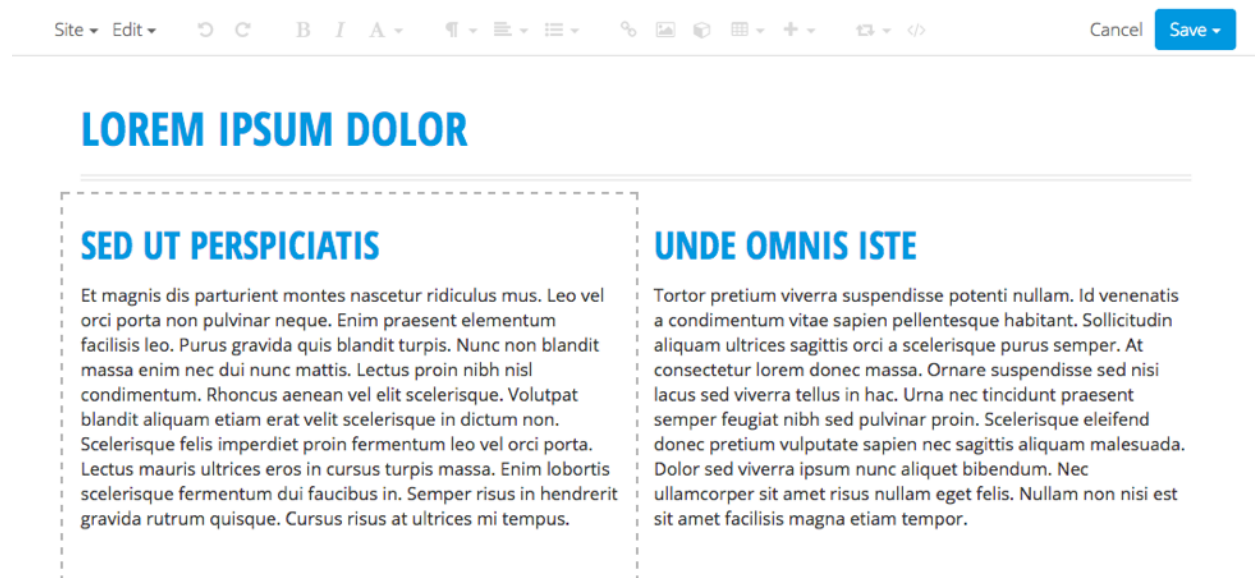 Site Edit B I A ¶ </> Cancel Save
LOREM IPSUM DOLOR
SED UT PERSPICIATIS
Et magnis dis parturient montes nascetur ridiculus mus. Leo vel
orci porta non pulvinar neque. Enim praesent elementum
facilisis leo. Purus gravida quis blandit turpis. Nunc non blandit
massa enim nec dui nunc mattis. Lectus proin nibh nisl
condimentum. Rhoncus aenean vel elit scelerisque. Volutpat
blandit aliquam etiam erat velit scelerisque in dictum non.
Scelerisque felis imperdiet proin fermentum leo vel orci porta.
Lectus mauris ultrices eros in cursus turpis massa. Enim lobortis
scelerisque fermentum dui faucibus in. Semper risus in hendrerit
gravida rutrum quisque. Cursus risus at ultrices mi tempus.
UNDE OMNIS ISTE
Tortor pretium viverra suspendisse potenti nullam. Id venenatis
a condimentum vitae sapien pellentesque habitant. Sollicitudin
aliquam ultrices sagittis orci a scelerisque purus semper. At
consectetur lorem donec massa. Ornare suspendisse sed nisi
lacus sed viverra tellus in hac. Urna nec tincidunt praesent
semper feugiat nibh sed pulvinar proin. Scelerisque eleifend
donec pretium vulputate sapien nec sagittis aliquam malesuada.
Dolor sed viverra ipsum nunc aliquet bibendum. Nec
ullamcorper sit amet risus nullam eget felis. Nullam non nisi est
sit amet facilisis magna etiam tempor.